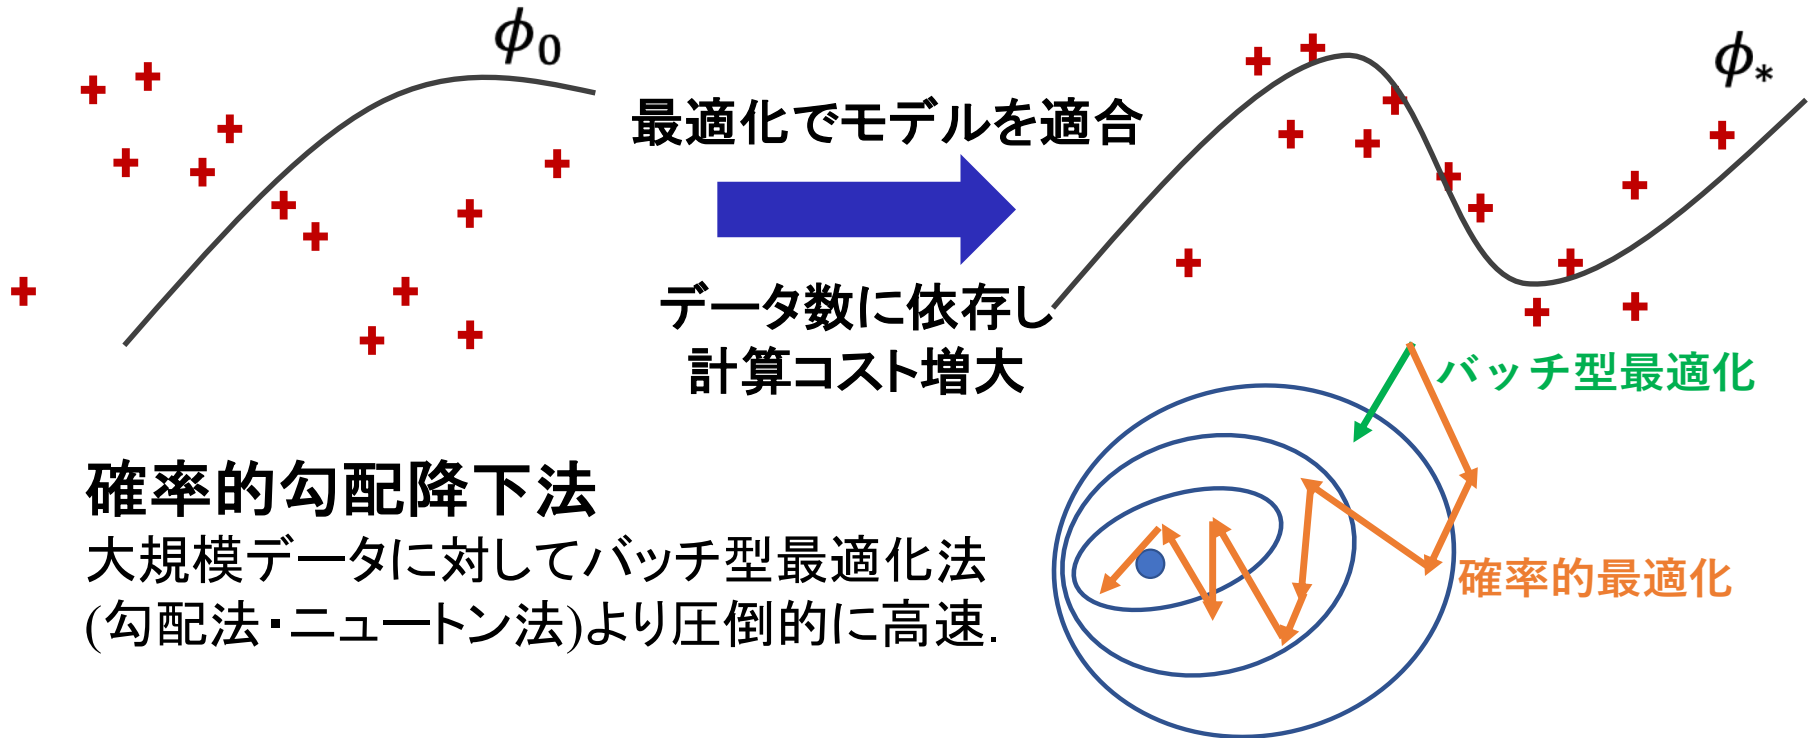 ϕ₀
最適化でモデルを適合
ϕ*
データ数に依存し
計算コスト増大
バッチ型最適化
確率的勾配降下法
大規模データに対してバッチ型最適化法
(勾配法・ニュートン法)より圧倒的に高速.
確率的最適化